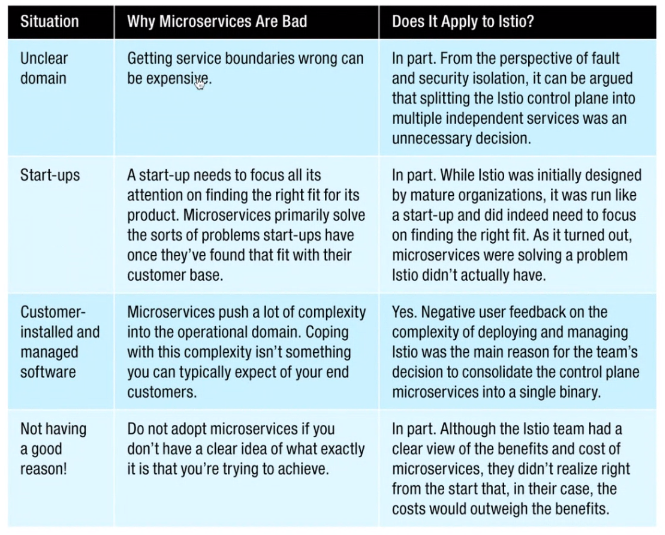 Situation
Why Microservices Are Bad
Does It Apply to Istio?
Unclear
domain
Getting service boundaries wrong can
be expensive.
In part. From the perspective of fault
and security isolation, it can be argued
that splitting the Istio control plane into
multiple independent services was an
unnecessary decision.
Start-ups
A start-up needs to focus all its
attention on finding the right fit for its
product. Microservices primarily solve
the sorts of problems start-ups have
once they’ve found that fit with their
customer base.
In part. While Istio was initially designed
by mature organizations, it was run like
a start-up and did indeed need to focus
on finding the right fit. As it turned out,
microservices were solving a problem
Istio didn’t actually have.
Customer-
installed and
managed
software
Microservices push a lot of complexity
into the operational domain. Coping
with this complexity isn’t something
you can typically expect of your end
customers.
Yes. Negative user feedback on the
complexity of deploying and managing
Istio was the main reason for the team’s
decision to consolidate the control plane
microservices into a single binary.
Not having
a good
reason!
Do not adopt microservices if you
don’t have a clear idea of what exactly
it is that you’re trying to achieve.
In part. Although the Istio team had a
clear view of the benefits and cost of
microservices, they didn’t realize right
from the start that, in their case, the
costs would outweigh the benefits.